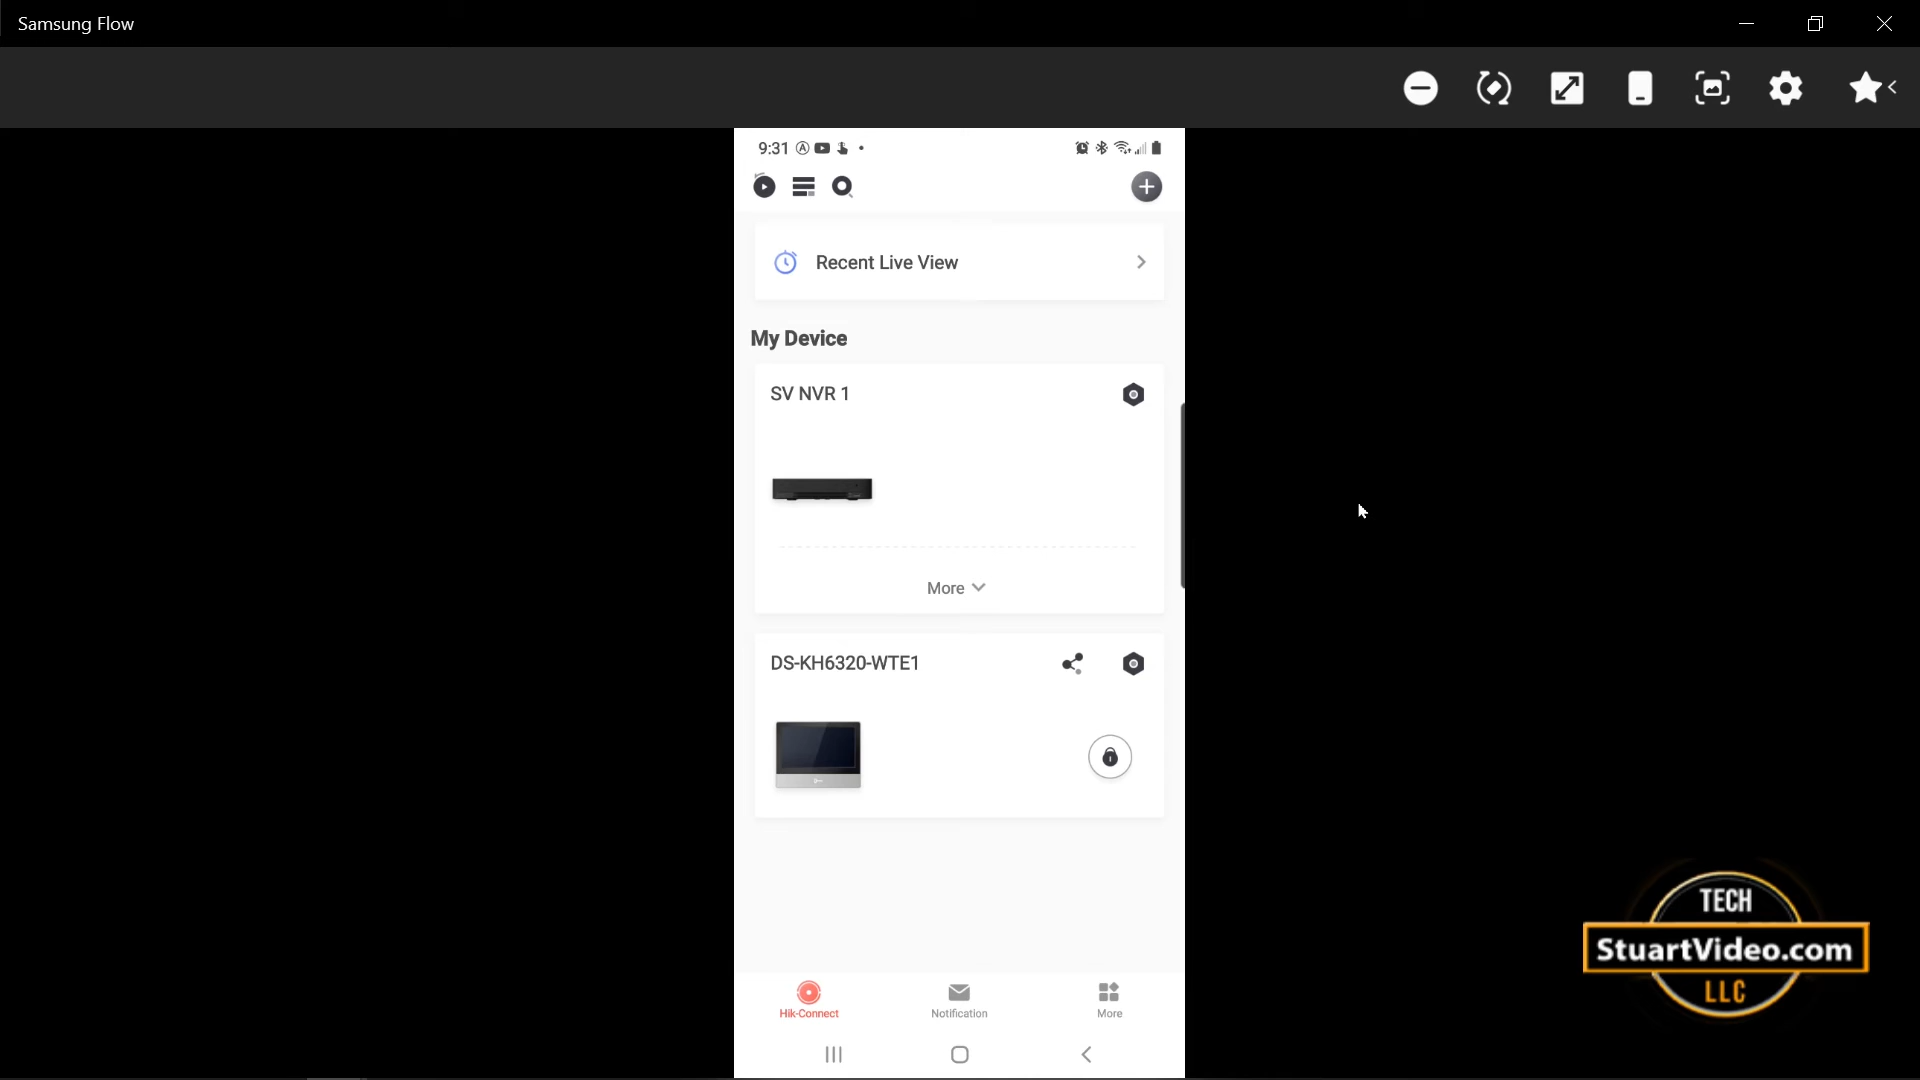 Samsung Flow
9:31
Recent Live View
My Device
SV NVR 1
More
DS-KH6320-WTE1
Hik-Connect
Notification
More
TECH
StuartVideo.com
LLC